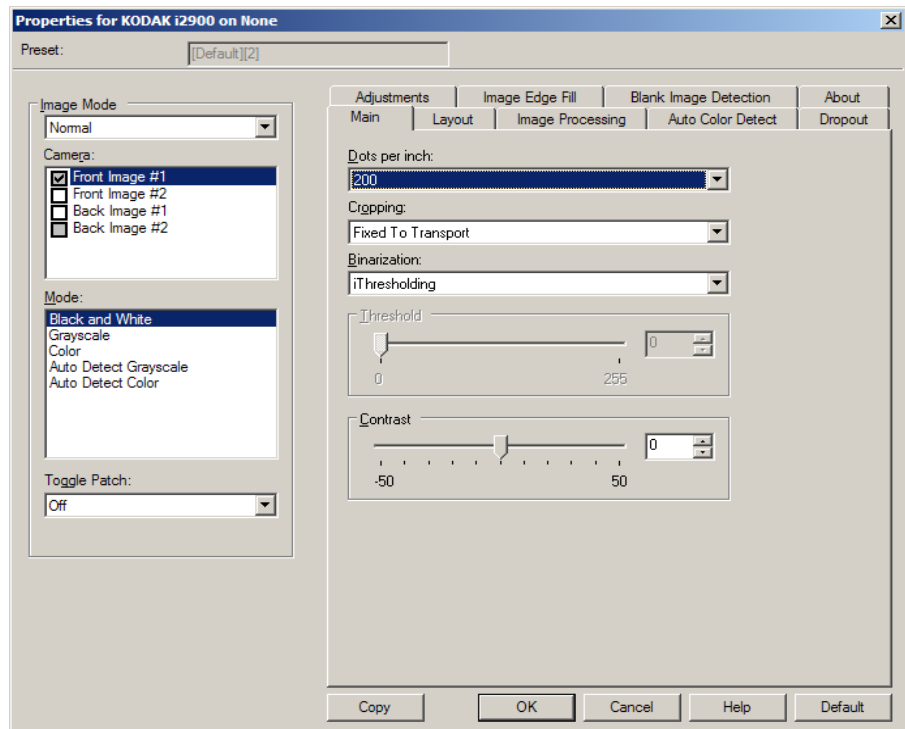 Properties for KODAK i2900 on None
Preset:
[Default][2]
Image Mode
Normal
Camera:
Front Image #1
Front Image #2
Back Image #1
Back Image #2
Mode:
Black and White
Grayscale
Color
Auto Detect Grayscale
Auto Detect Color
Toggle Patch:
Off
Adjustments
Image Edge Fill
Blank Image Detection
About
Main
Layout
Image Processing
Auto Color Detect
Dropout
Dots per inch:
200
Cropping:
Fixed To Transport
Binarization:
iThresholding
Threshold
0
0
255
Contrast
0
-50
50
Copy
OK
Cancel
Help
Default